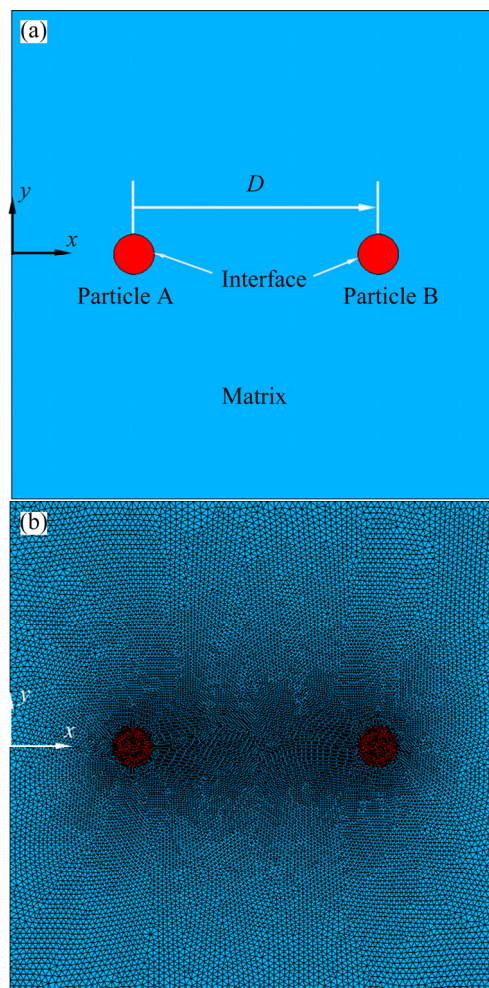 (a)
D
y
x
Interface
Particle A
Particle B
Matrix
(b)
y
x